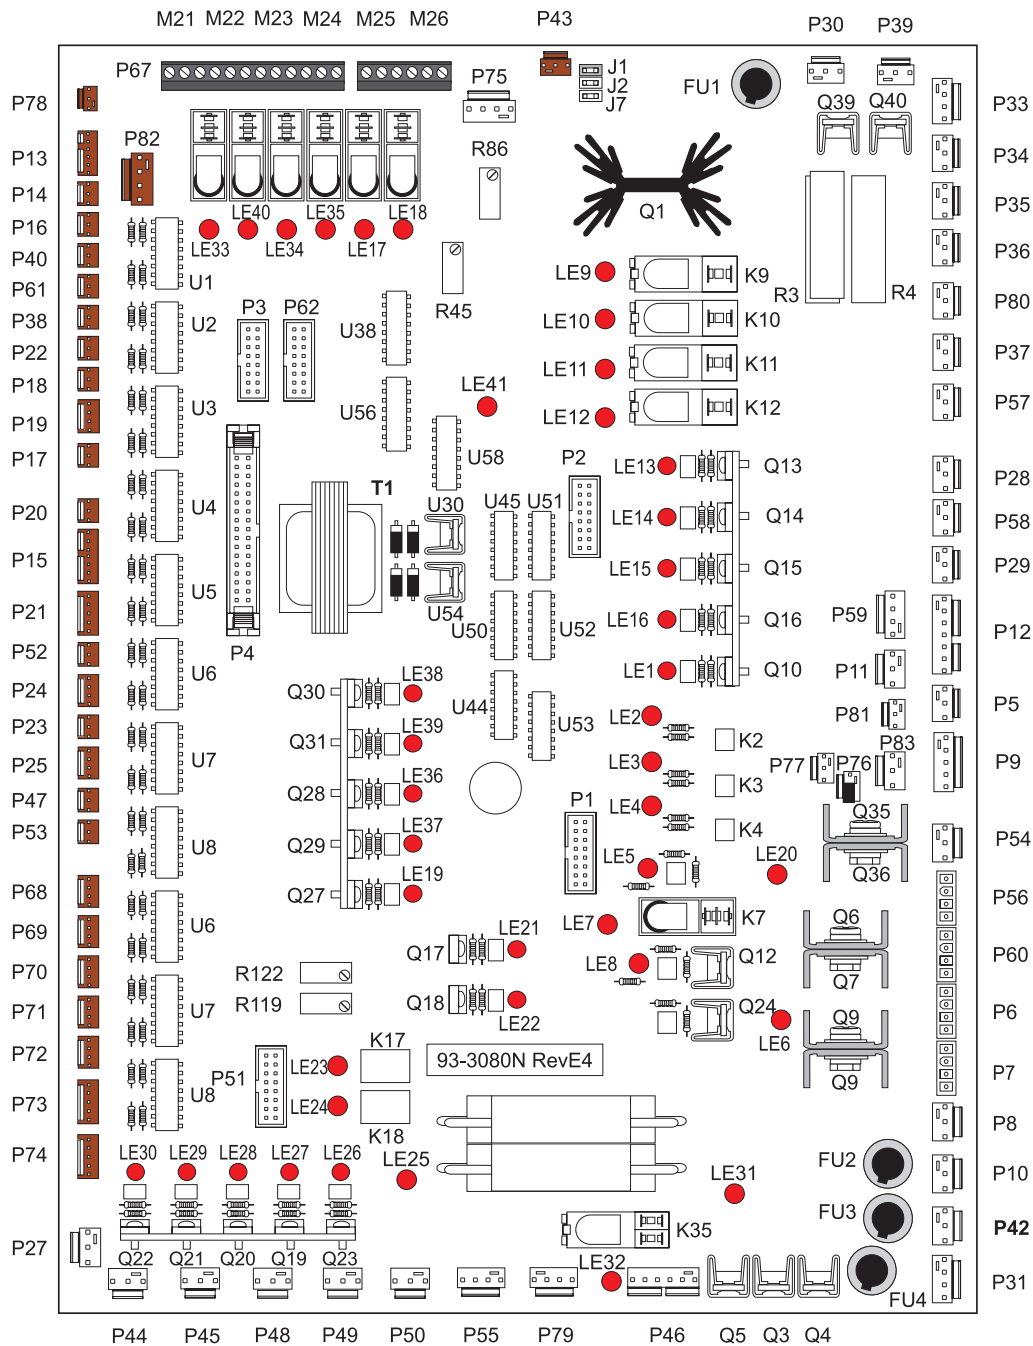 M21 M22 M23 M24 M25 M26 P43 P30 P39
P67 P75 J1 J2 J7 FU1 Q39 Q40
P78 P33
P82
P13 R86 P34
P14 P35
P16 LE33 LE40 LE34 LE35 LE17 LE18 Q1 P36
P40 U1 R45 LE9 K9 R3 R4
P61 P80
P38 U2 P3 P62 U38 LE10 K10
P22 P37
P18 LE11 K11
P19 U3 U56 LE41 LE12 K12 P57
P17 U58 P2 LE13 Q13
P28
P20 U4 T1 U30 U45 U51 LE14 Q14 P58
P15 LE15 Q15 P29
P21 U5 U54 P59
P52 P4 U50 U52 LE16 Q16 P12
P24 U6 Q30 LE38 LE1 Q10 P11
P23 U44 LE2 P81 P5
P25 U7 Q31 LE39 U53 K2
P47 Q28 LE36 LE3 K3 P77 P76 P83 P9
P53 U8 Q29 LE37 P1 LE4 K4 Q35 P54
LE5 LE20 Q36
P68 Q27 LE19 P56
P69 U6 LE21 LE7 K7 Q6
Q17 P60
P70 R122 LE8 Q12 Q7
P71 U7 R119 Q18 LE22 Q24 P6
LE6 Q9
P72 K17 93-3080N RevE4
P51 LE23 Q9 P7
P73 U8 LE24 K18 P8
P74 LE30 LE29 LE28 LE27 LE26 LE25 LE31 FU2 P10
FU3 P42
P27 K35
Q22 Q21 Q20 Q19 Q23 LE32 FU4 P31
P44 P45 P48 P49 P50 P55 P79 P46 Q5 Q3 Q4